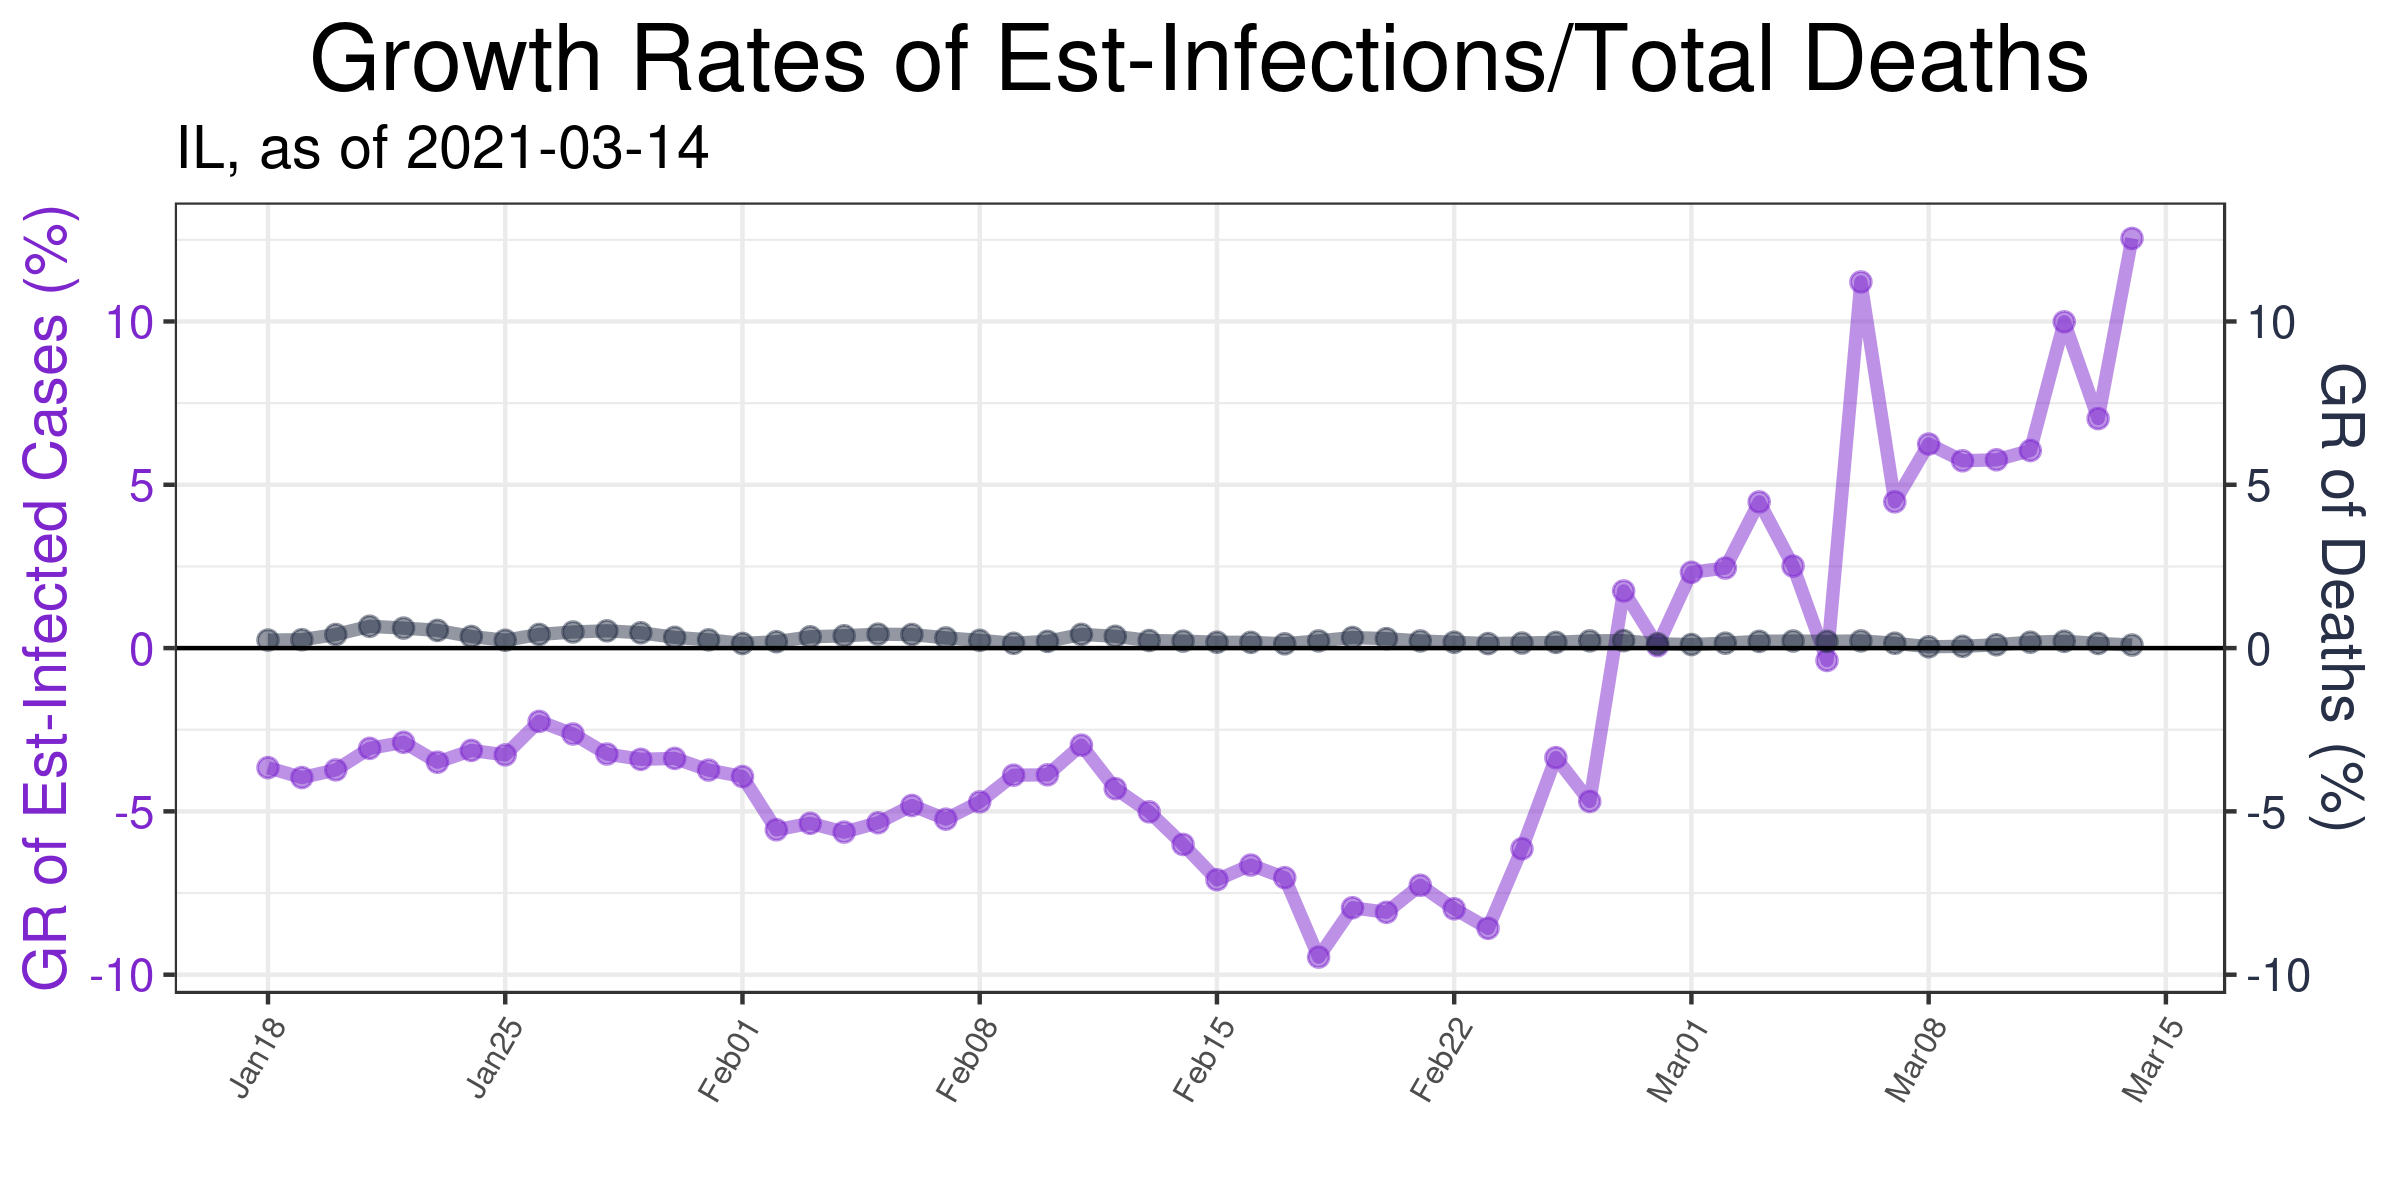 Growth Rates of Est-Infections/Total Deaths
IL, as of 2021-03-14
GR of Est-Infected Cases (%)
10
5
0
-5
-10
10
5
0
-5
-10
GR of Deaths (%)
Jan18
Jan25
Feb01
Feb08
Feb15
Feb22
Mar01
Mar08
Mar15